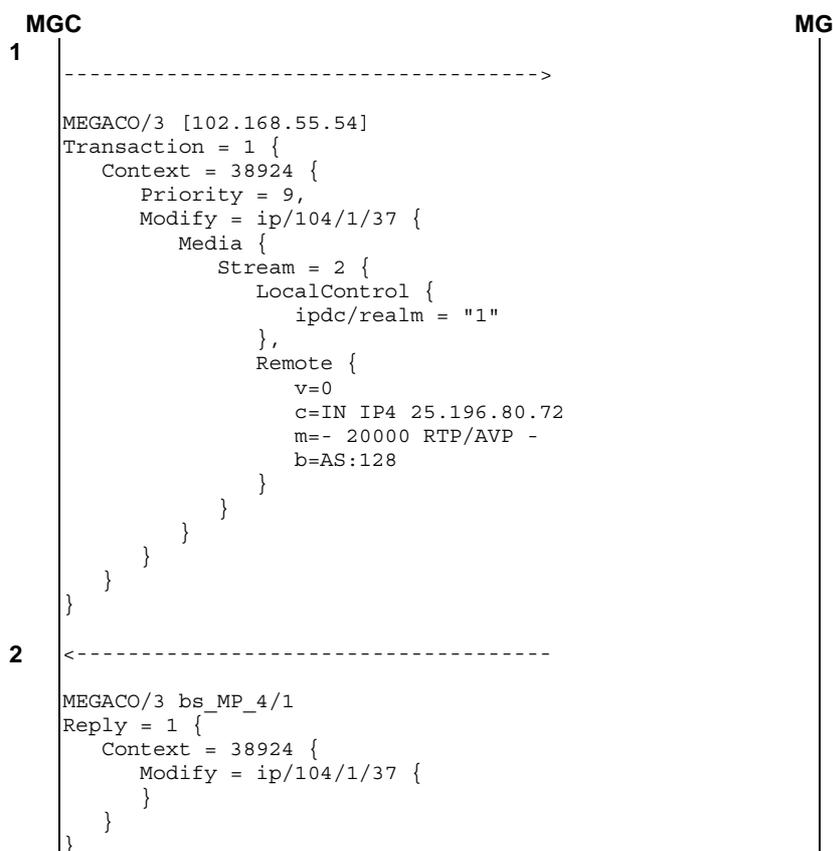 MGC MG
1
------------------------------------->
MEGACO/3 [102.168.55.54]
Transaction = 1 {
   Context = 38924 {
      Priority = 9,
      Modify = ip/104/1/37 {
         Media {
            Stream = 2 {
               LocalControl {
                  ipdc/realm = "1"
               },
               Remote {
                  v=0
                  c=IN IP4 25.196.80.72
                  m=- 20000 RTP/AVP -
                  b=AS:128
               }
            }
         }
      }
   }
}
2 <-------------------------------------
MEGACO/3 bs_MP_4/1
Reply = 1 {
   Context = 38924 {
      Modify = ip/104/1/37 {
      }
   }
}